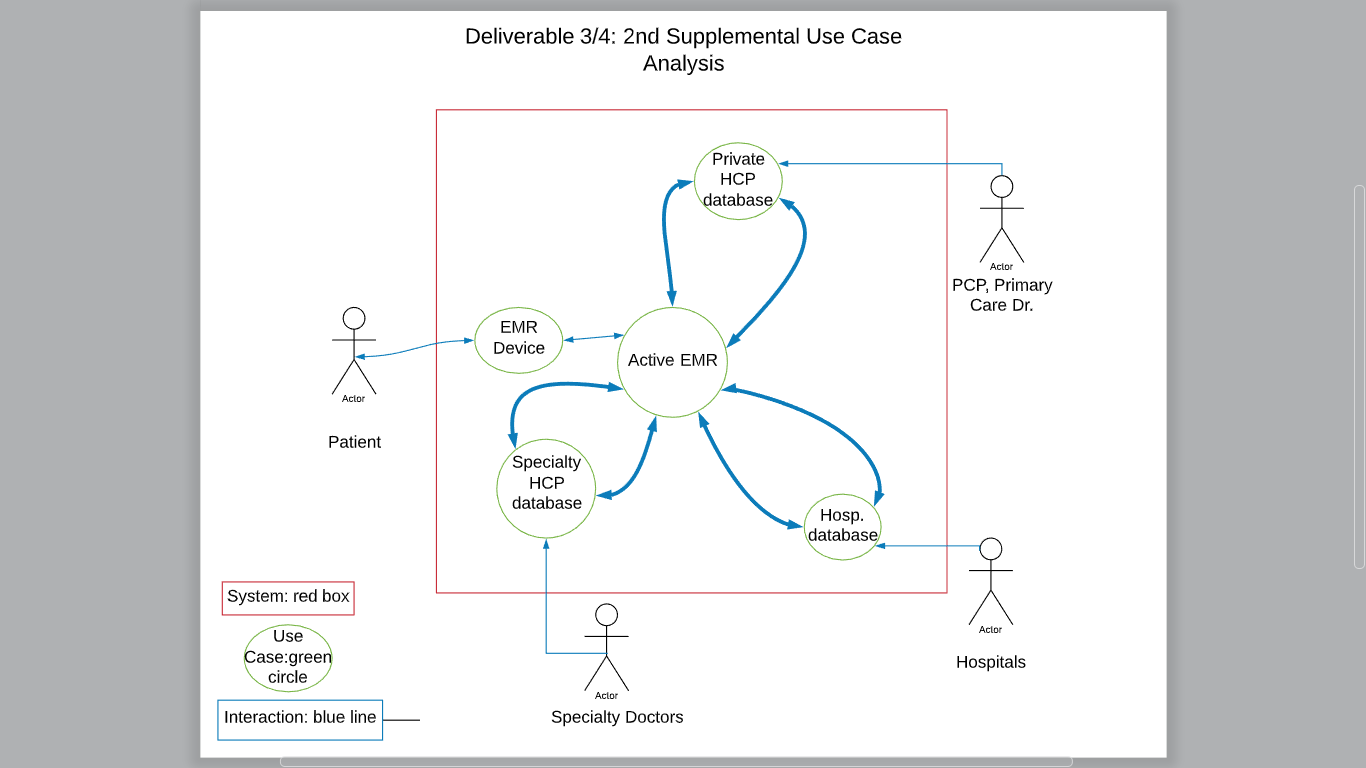 Deliverable 3/4: 2nd Supplemental Use Case
Analysis
Private
HCP
database
Actor
PCP, Primary
Care Dr.
EMR
Device
Active EMR
Actor
Patient
Specialty
HCP
database
Hosp.
database
System: red box
Use
Case:green
circle
Interaction: blue line
Actor
Specialty Doctors
Actor
Hospitals